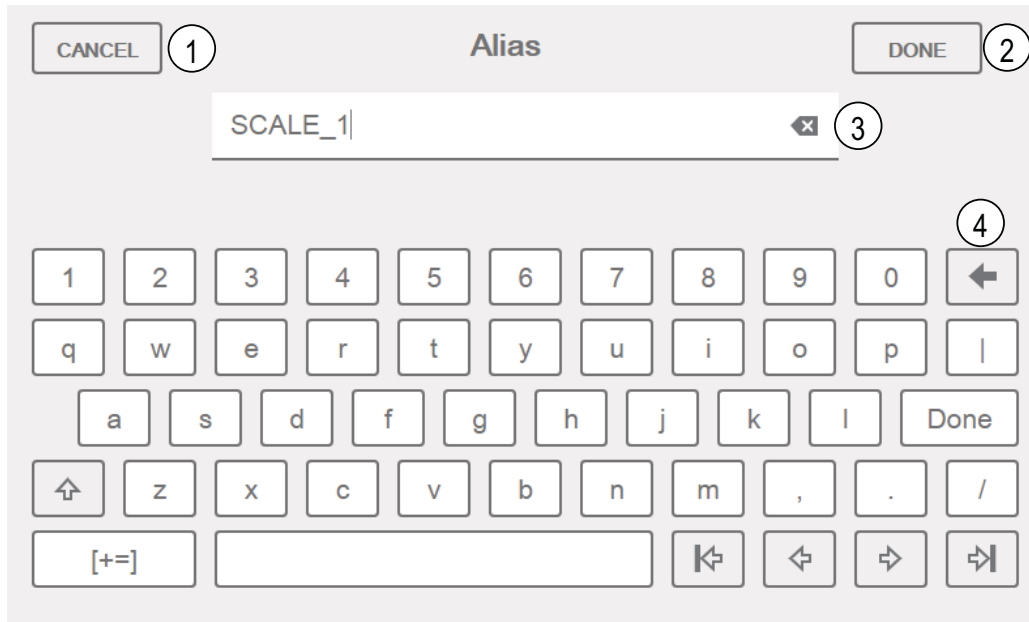 CANCEL 1 Alias DONE 2
SCALE_1 3
4
1 2 3 4 5 6 7 8 9 0
q w e r t y u i o p |
a s d f g h j k l Done
z x c v b n m , . /
[+=]